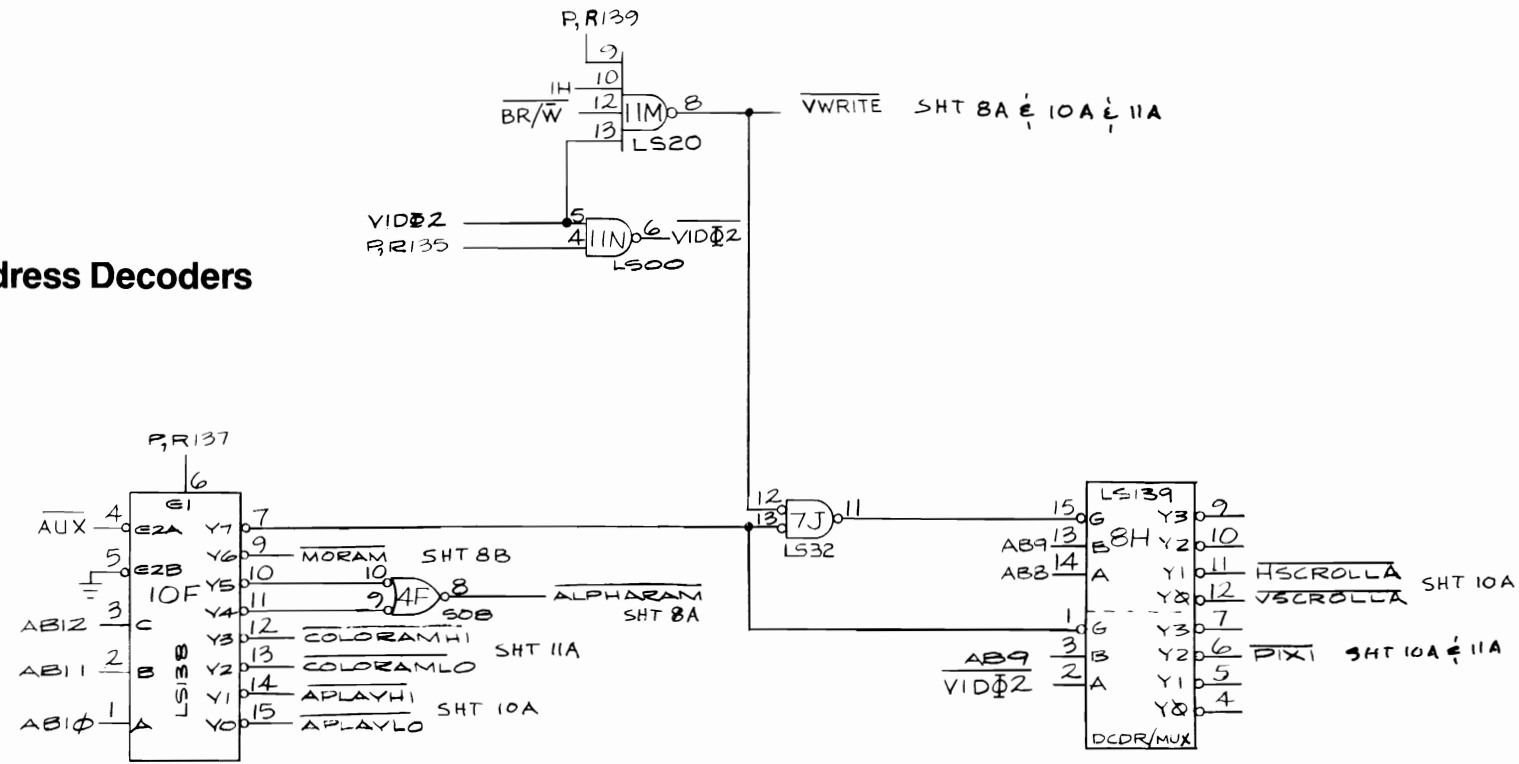 P,R139
9
1H 10
BR/W̅ 12 11M 8 VWRITE SHT 8A & 10A & 11A
13
LS20
VIDΦ2 5
P,R135 4 11N 6 VIDΦ2
LS00
dress Decoders
P,R137
6
E1
AUX 4 E2A Y7 7
Y6 9 MORAM SHT 8B
5 E2B Y5 10 10
10F Y4 11 9 4F 8 ALPHARAM
S08 SHT 8A
AB12 3 C Y3 12 COLORAMHI
SHT 11A
AB11 2 B Y2 13 COLORAMLO
LS138
Y1 14 APLAYHI
SHT 10A
AB1φ 1 A Y0 15 APLAYLO
12
13 7J 11
LS32
LS139
15 G Y3 9
AB9 13 B 8H Y2 10
AB8 14 A Y1 11 HSCROLLA
SHT 10A
YØ 12 VSCROLLA
1 G Y3 7
AB9 3 B Y2 6 PIX1 SHT 10A & 11A
VIDΦ2 2 A Y1 5
YØ 4
DCDR/MUX